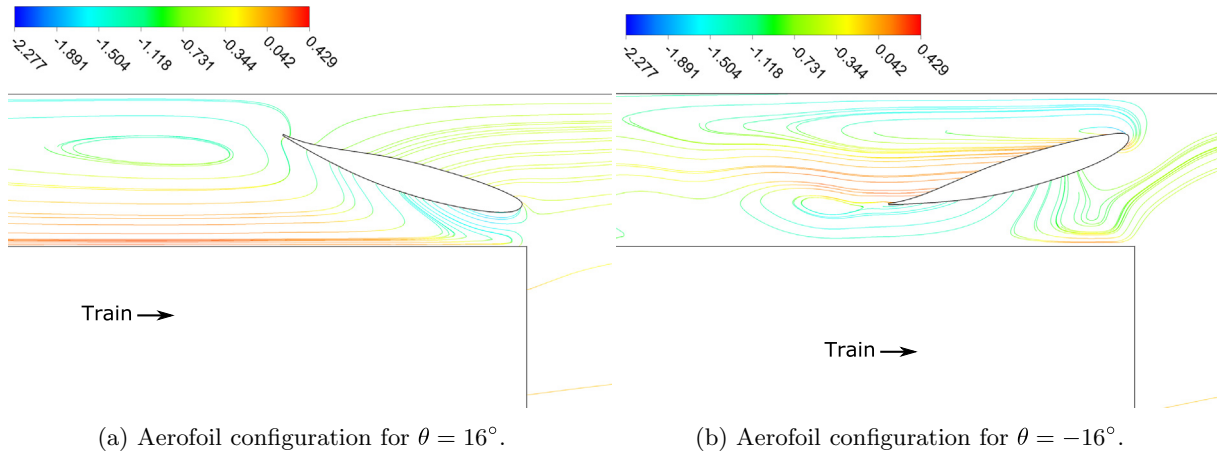 -2.277 -1.891 -1.504 -1.118 -0.731 -0.344 0.042 0.429
-2.277 -1.891 -1.504 -1.118 -0.731 -0.344 0.042 0.429
Train
Train
(a) Aerofoil configuration for θ = 16°.
(b) Aerofoil configuration for θ = −16°.